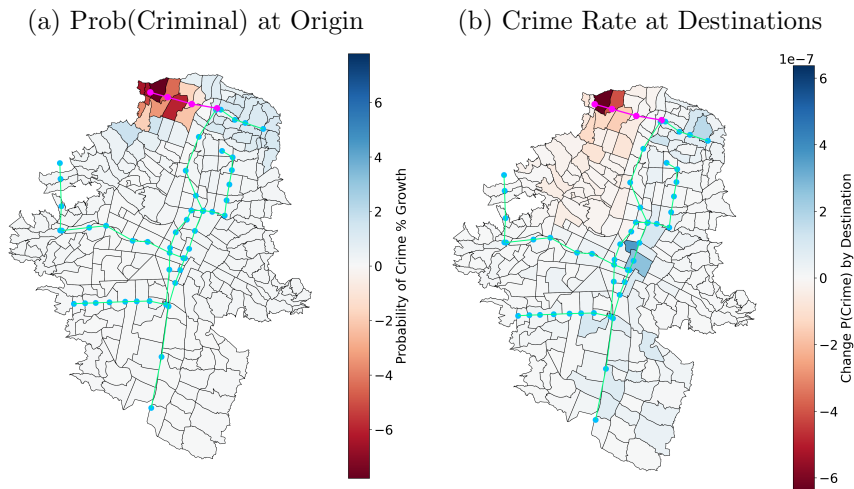 (a) Prob(Criminal) at Origin
6
4
2
0
−2
−4
−6
Probability of Crime % Growth
(b) Crime Rate at Destinations
1e−7
6
4
2
0
−2
−4
−6
Change P(Crime) by Destination